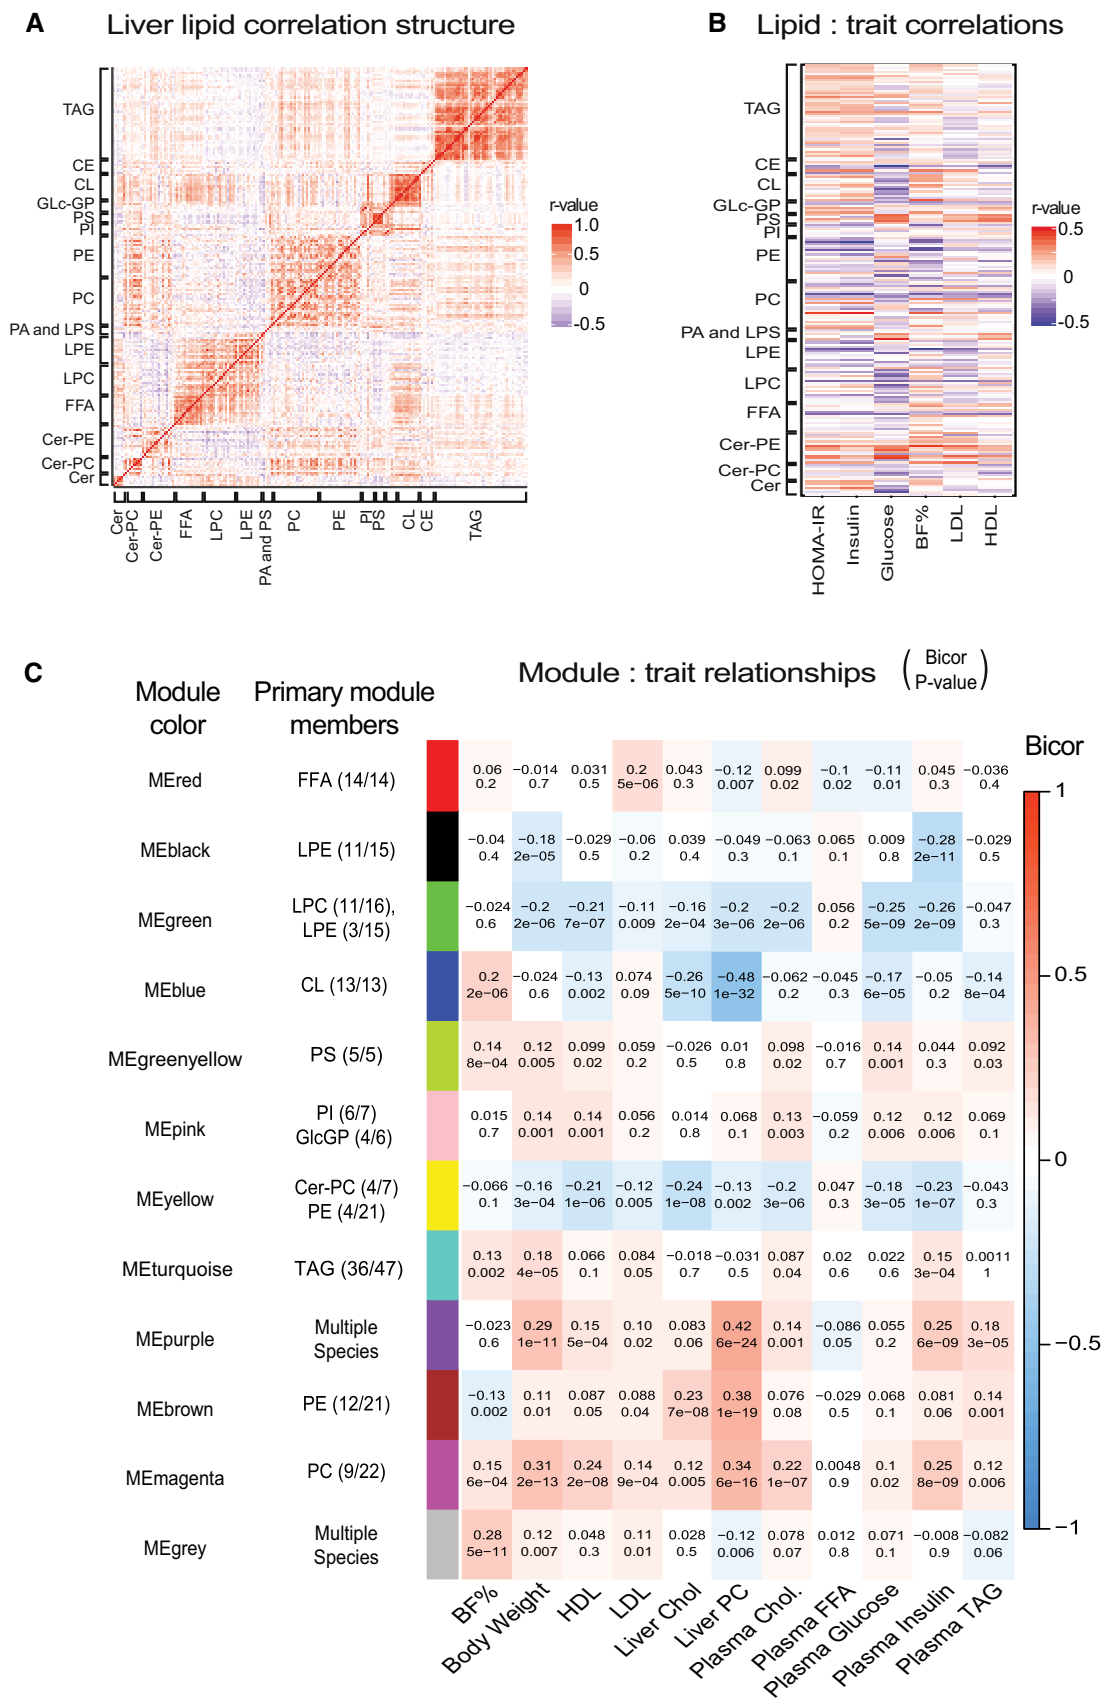 A Liver lipid correlation structure
TAG
CE
CL
GLc-GP
PS
PI
PE
PC
PA and LPS
LPE
LPC
FFA
Cer-PE
Cer-PC
Cer
Cer
Cer-PC
Cer-PE
FFA
LPC
LPE
PA and PS
PC
PE
PI
PS
CL
CE
TAG
r-value
1.0
0.5
0
-0.5
B Lipid : trait correlations
TAG
CE
CL
GLc-GP
PS
PI
PE
PC
PA and LPS
LPE
LPC
FFA
Cer-PE
Cer-PC
Cer
HOMA-IR
Insulin
Glucose
BF%
LDL
HDL
r-value
0.5
0
-0.5
C Module : trait relationships (Bicor
P-value)
Module color
Primary module members
MEred FFA (14/14)
0.06 −0.014 0.031 0.2 0.043 −0.12 0.099 −0.1 −0.11 0.045 −0.036
0.2 0.7 0.5 5e−06 0.3 0.007 0.02 0.02 0.01 0.3 0.4
MEblack LPE (11/15)
−0.04 −0.18 −0.029 −0.06 0.039 −0.049 −0.063 0.065 0.009 −0.28 −0.029
0.4 2e−05 0.5 0.2 0.4 0.3 0.1 0.1 0.8 2e−11 0.5
MEgreen LPC (11/16),
LPE (3/15)
−0.024 −0.2 −0.21 −0.11 −0.16 −0.2 −0.2 0.056 −0.25 −0.26 −0.047
0.6 2e−06 7e−07 0.009 2e−04 3e−06 2e−06 0.2 5e−09 2e−09 0.3
MEblue CL (13/13)
0.2 −0.024 −0.13 0.074 −0.26 −0.48 −0.062 −0.045 −0.17 −0.05 −0.14
2e−06 0.6 0.002 0.09 5e−10 1e−32 0.2 0.3 6e−05 0.2 8e−04
MEgreenyellow PS (5/5)
0.14 0.12 0.099 0.059 −0.026 0.01 0.098 −0.016 0.14 0.044 0.092
8e−04 0.005 0.02 0.2 0.5 0.8 0.02 0.7 0.001 0.3 0.03
MEpink PI (6/7)
GlcGP (4/6)
0.015 0.14 0.14 0.056 0.014 0.068 0.13 −0.059 0.12 0.12 0.069
0.7 0.001 0.001 0.2 0.8 0.1 0.003 0.2 0.006 0.006 0.1
MEyellow Cer-PC (4/7)
PE (4/21)
−0.066 −0.16 −0.21 −0.12 −0.24 −0.13 −0.2 0.047 −0.18 −0.23 −0.043
0.1 3e−04 1e−06 0.005 1e−08 0.002 3e−06 0.3 3e−05 1e−07 0.3
MEturquoise TAG (36/47)
0.13 0.18 0.066 0.084 −0.018 −0.031 0.087 0.02 0.022 0.15 0.0011
0.002 4e−05 0.1 0.05 0.7 0.5 0.04 0.6 0.6 3e−04 1
MEpurple Multiple
Species
−0.023 0.29 0.15 0.10 0.083 0.42 0.14 −0.086 0.055 0.25 0.18
0.6 1e−11 5e−04 0.02 0.06 6e−24 0.001 0.05 0.2 6e−09 3e−05
MEbrown PE (12/21)
−0.13 0.11 0.087 0.088 0.23 0.38 0.076 −0.029 0.068 0.081 0.14
0.002 0.01 0.05 0.04 7e−08 1e−19 0.08 0.5 0.1 0.06 0.001
MEmagenta PC (9/22)
0.15 0.31 0.24 0.14 0.12 0.34 0.22 0.0048 0.1 0.25 0.12
6e−04 2e−13 2e−08 9e−04 0.005 6e−16 1e−07 0.9 0.02 8e−09 0.006
MEgrey Multiple
Species
0.28 0.12 0.048 0.11 0.028 −0.12 0.078 0.012 0.071 −0.008 −0.082
5e−11 0.007 0.3 0.01 0.5 0.006 0.07 0.8 0.1 0.9 0.06
BF%
Body Weight
HDL
LDL
Liver Chol
Liver PC
Plasma Chol.
Plasma FFA
Plasma Glucose
Plasma Insulin
Plasma TAG
Bicor
1
0.5
0
−0.5
−1